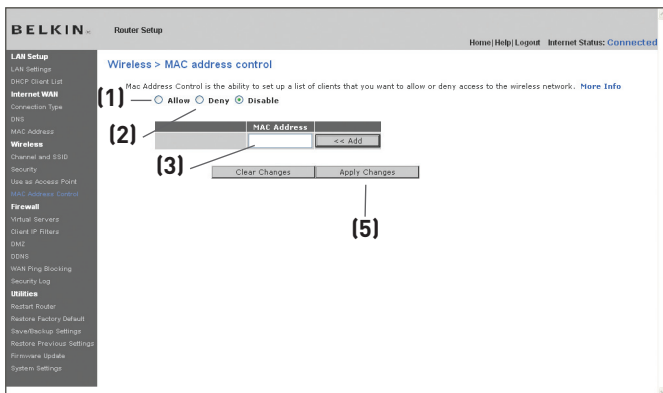 BELKIN®
Router Setup
Home|Help|Logout Internet Status: Connected
LAN Setup
LAN Settings
DHCP Client List
Internet WAN
Connection Type
DNS
MAC Address
Wireless
Channel and SSID
Security
Use as Access Point
MAC Address Control
Firewall
Virtual Servers
Client IP Filters
DMZ
DDNS
WAN Ping Blocking
Security Log
Utilities
Restart Router
Restore Factory Default
Save/Backup Settings
Restore Previous Settings
Firmware Update
System Settings
Wireless > MAC address control
Mac Address Control is the ability to set up a list of clients that you want to allow or deny access to the wireless network. More Info
(1) Allow Deny Disable
(2)
MAC Address
<< Add
(3)
Clear Changes Apply Changes
(5)